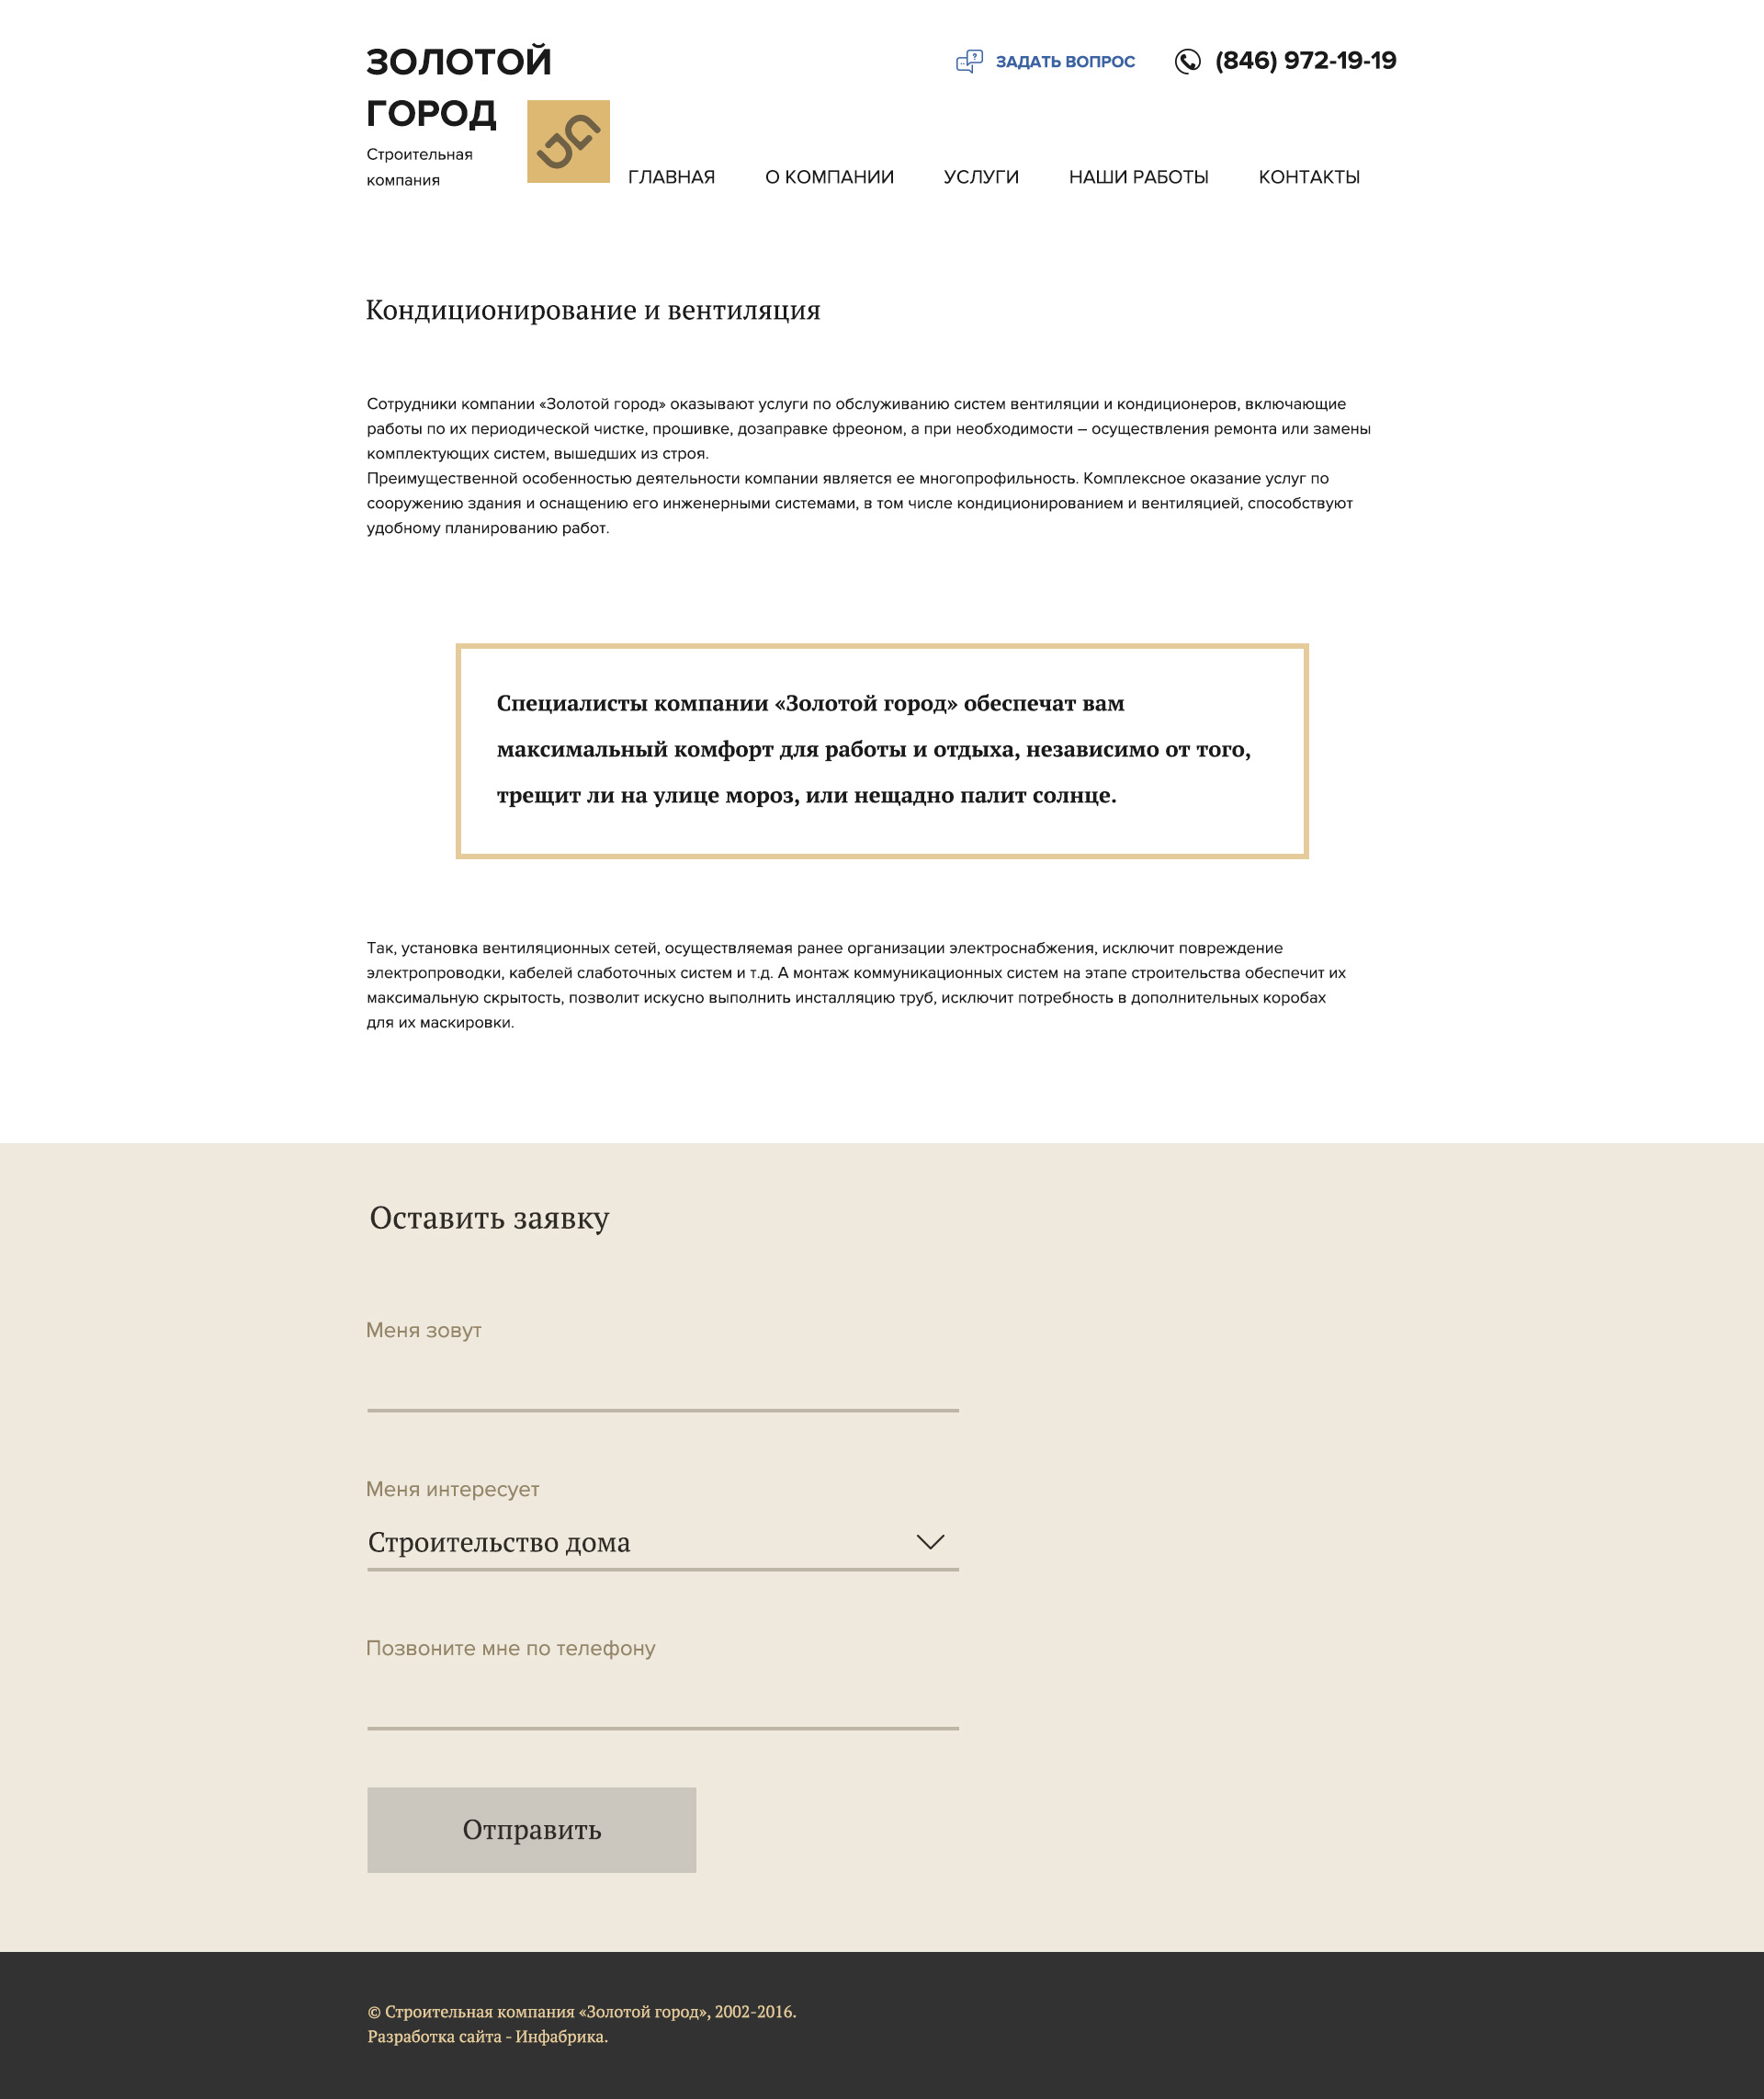 ЗОЛОТОЙ
ГОРОД
Строительная
компания
ЗАДАТЬ ВОПРОС
(846) 972-19-19
ГЛАВНАЯ
О КОМПАНИИ
УСЛУГИ
НАШИ РАБОТЫ
КОНТАКТЫ
Кондиционирование и вентиляция
Сотрудники компании «Золотой город» оказывают услуги по обслуживанию систем вентиляции и кондиционеров, включающие
работы по их периодической чистке, прошивке, дозаправке фреоном, а при необходимости – осуществления ремонта или замены
комплектующих систем, вышедших из строя.
Преимущественной особенностью деятельности компании является ее многопрофильность. Комплексное оказание услуг по
сооружению здания и оснащению его инженерными системами, в том числе кондиционированием и вентиляцией, способствуют
удобному планированию работ.
Специалисты компании «Золотой город» обеспечат вам
максимальный комфорт для работы и отдыха, независимо от того,
трещит ли на улице мороз, или нещадно палит солнце.
Так, установка вентиляционных сетей, осуществляемая ранее организации электроснабжения, исключит повреждение
электропроводки, кабелей слаботочных систем и т.д. А монтаж коммуникационных систем на этапе строительства обеспечит их
максимальную скрытость, позволит искусно выполнить инсталляцию труб, исключит потребность в дополнительных коробах
для их маскировки.
Оставить заявку
Меня зовут
Меня интересует
Строительство дома
Позвоните мне по телефону
Отправить
© Строительная компания «Золотой город», 2002-2016.
Разработка сайта - Инфабрика.